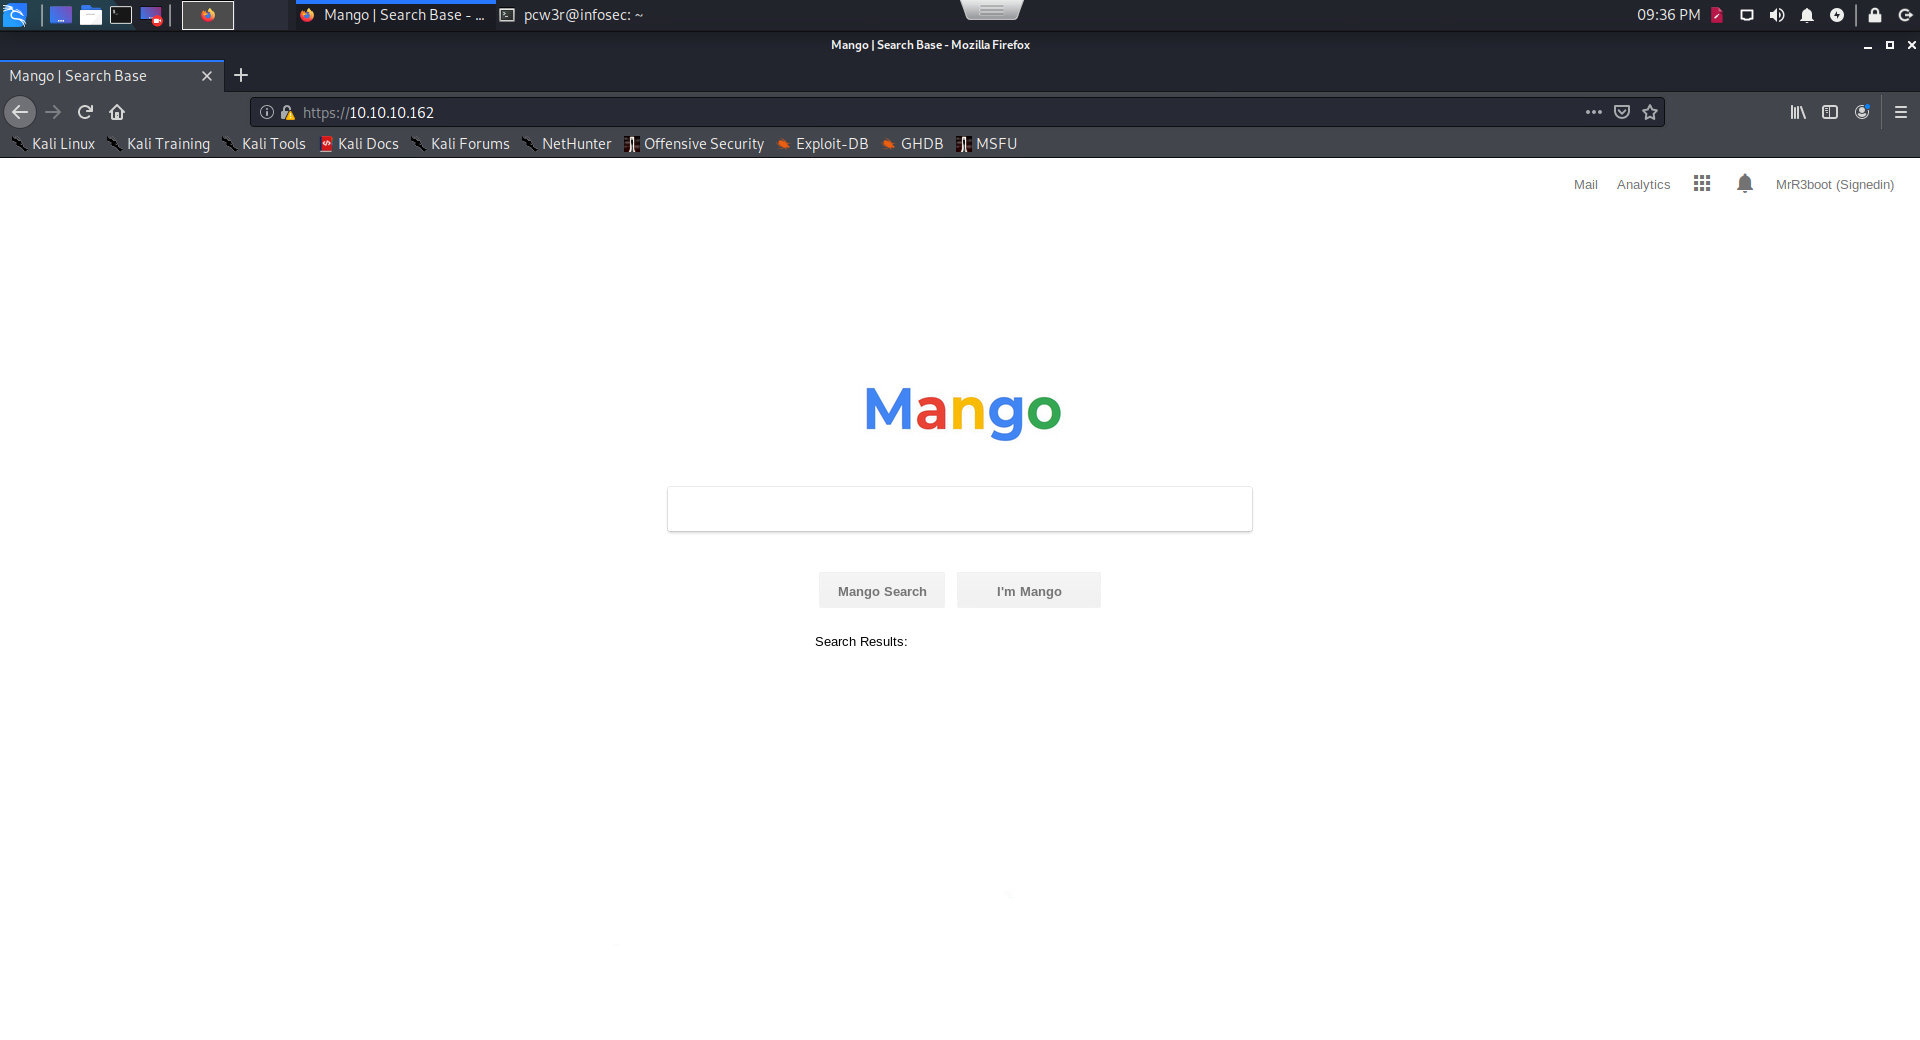 Mango | Search Base - ... pcw3r@infosec: ~ 09:36 PM
Mango | Search Base - Mozilla Firefox
Mango | Search Base
https://10.10.10.162
Kali Linux Kali Training Kali Tools Kali Docs Kali Forums NetHunter Offensive Security Exploit-DB GHDB MSFU
Mail Analytics MrR3boot (Signedin)
Mango
Mango Search I'm Mango
Search Results: